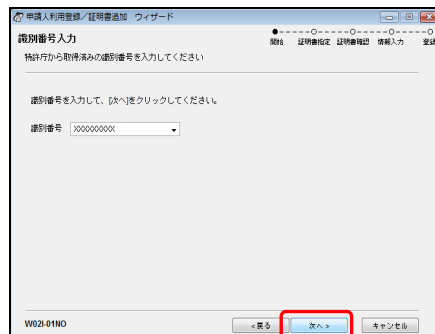 申請人利用登録／証明書追加 ウィザード
識別番号入力
特許庁から取得済みの識別番号を入力してください
開始 証明書指定 証明書確認 情報入力 登録
識別番号を入力して、[次へ]をクリックしてください。
識別番号 XXXXXXXXX
W02I-01NO
<戻る 次へ> キャンセル